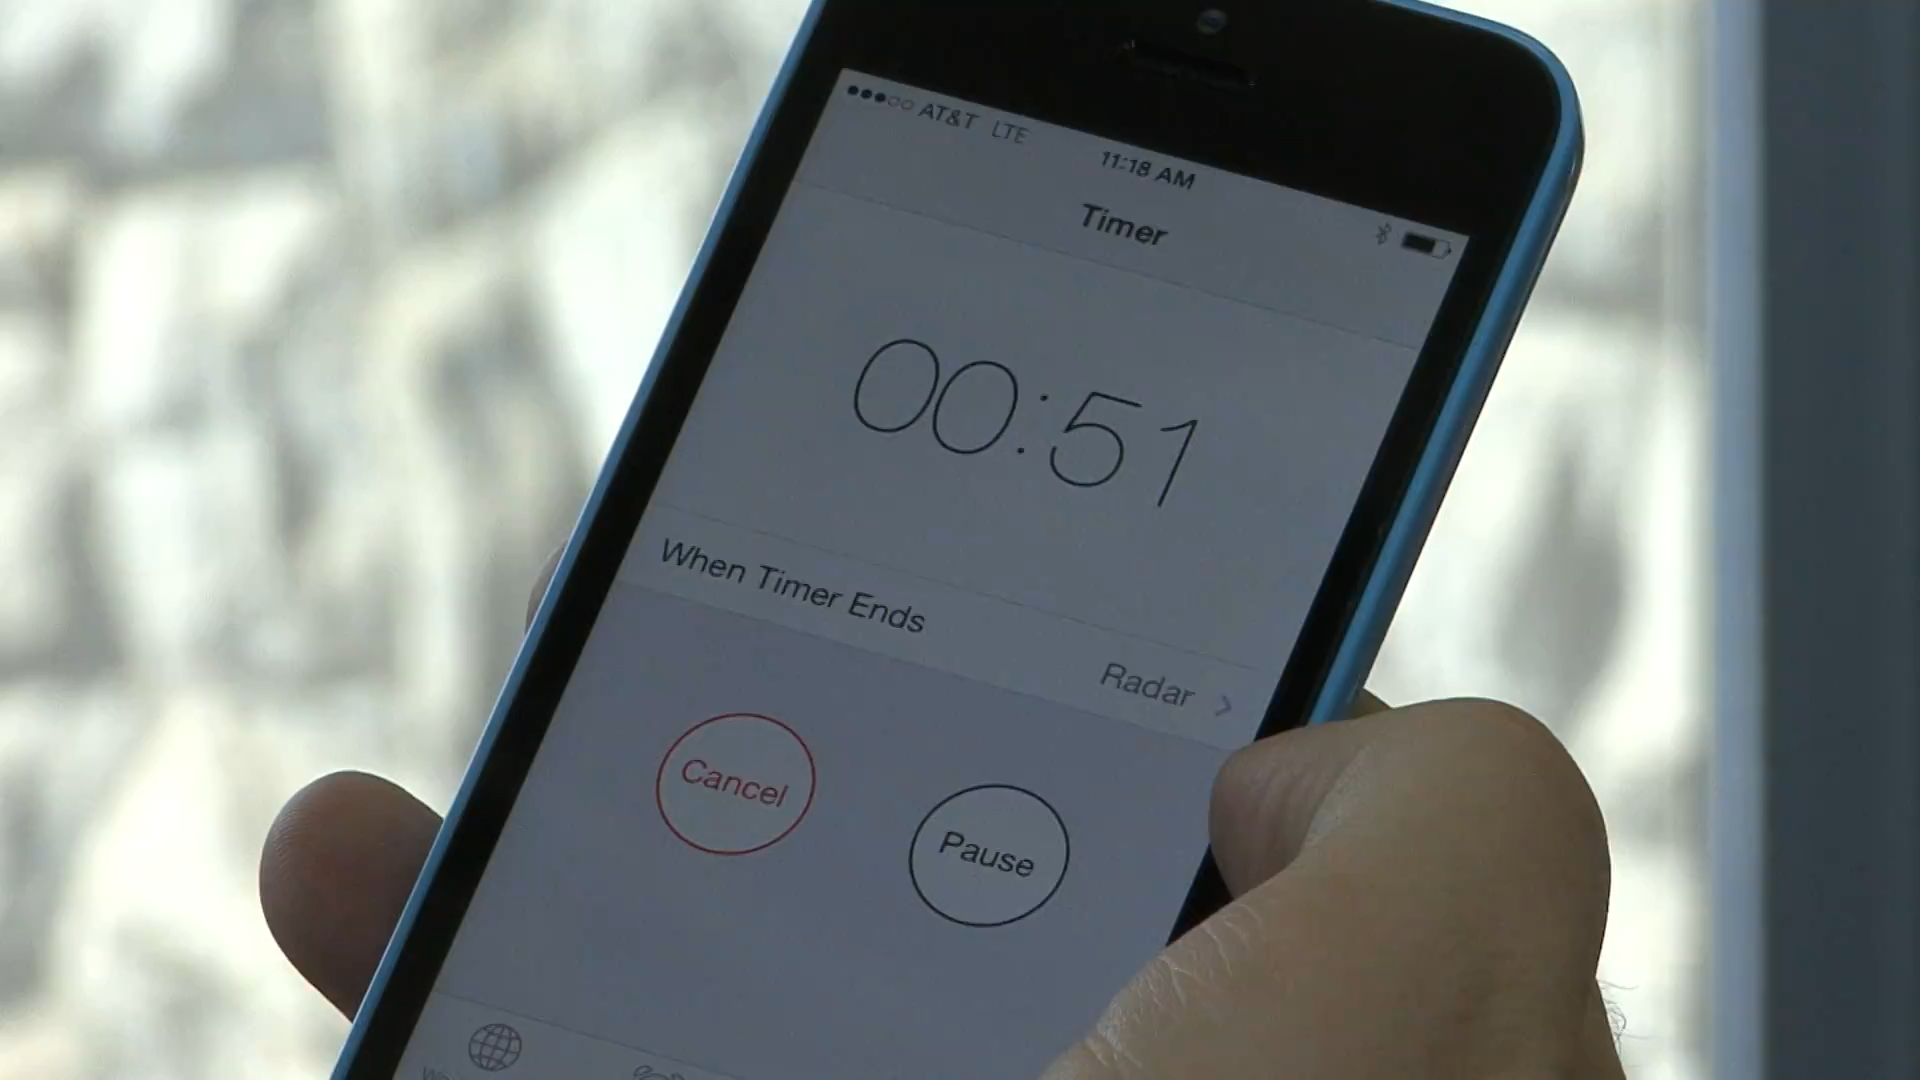 AT&T LTE
11:18 AM
Timer
00:51
When Timer Ends
Radar >
Cancel
Pause